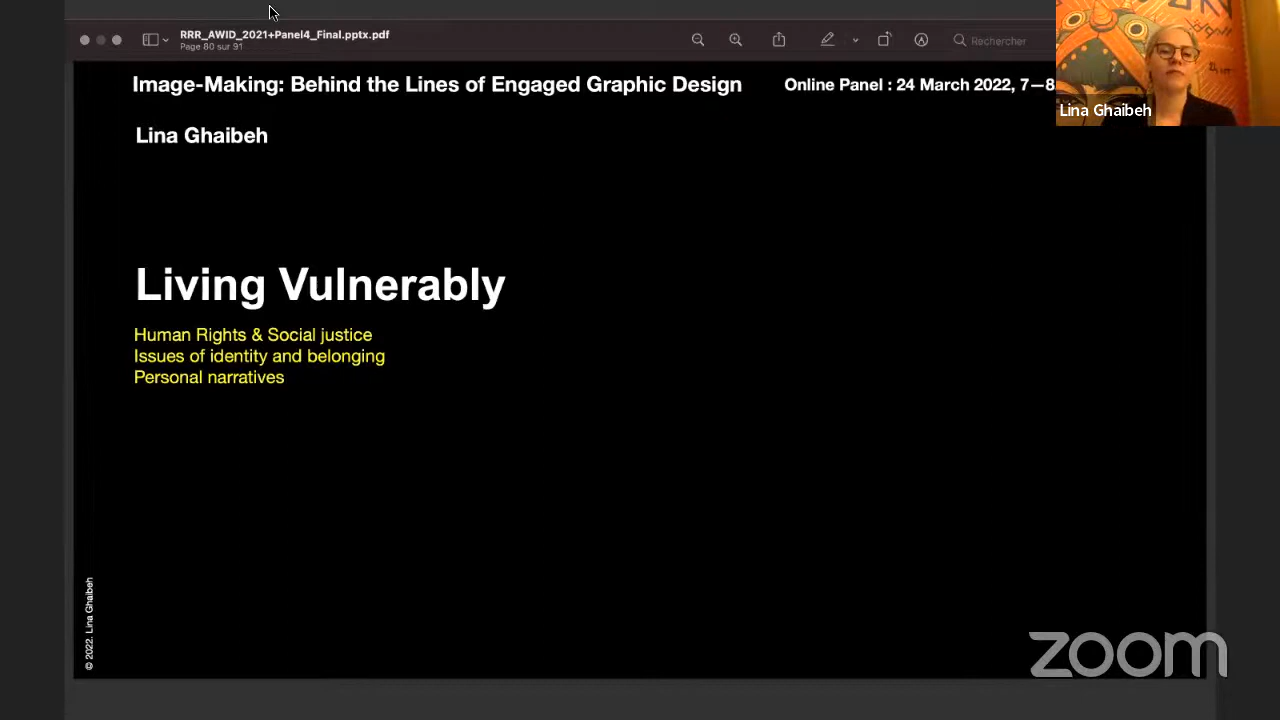 RRR_AWID_2021+Panel4_Final.pptx.pdf
Page 80 sur 91
Rechercher
Image-Making: Behind the Lines of Engaged Graphic Design
Online Panel : 24 March 2022, 7—8
Lina Ghaibeh
Lina Ghaibeh
Living Vulnerably
Human Rights & Social justice
Issues of identity and belonging
Personal narratives
© 2022. Lina Ghaibeh
zoom